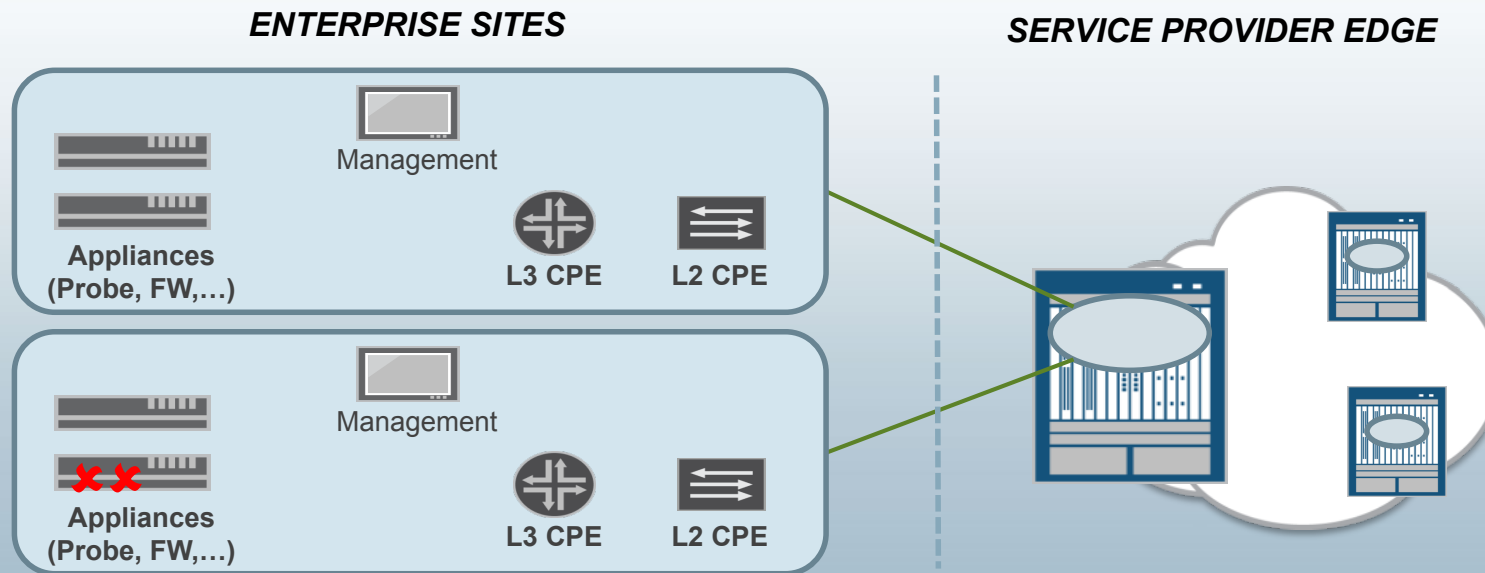 ENTERPRISE SITES
SERVICE PROVIDER EDGE
Management
Appliances
(Probe, FW,…)
L3 CPE
L2 CPE
Management
Appliances
(Probe, FW,…)
L3 CPE
L2 CPE